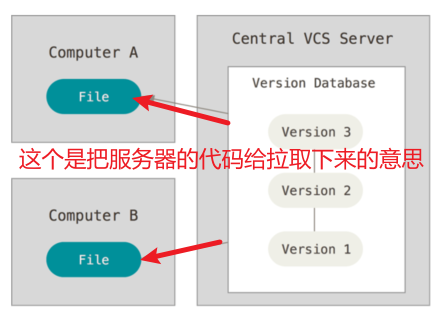 Computer A
File
Central VCS Server
Version Database
Version 3
这个是把服务器的代码给拉取下来的意思
Version 2
Computer B
File
Version 1